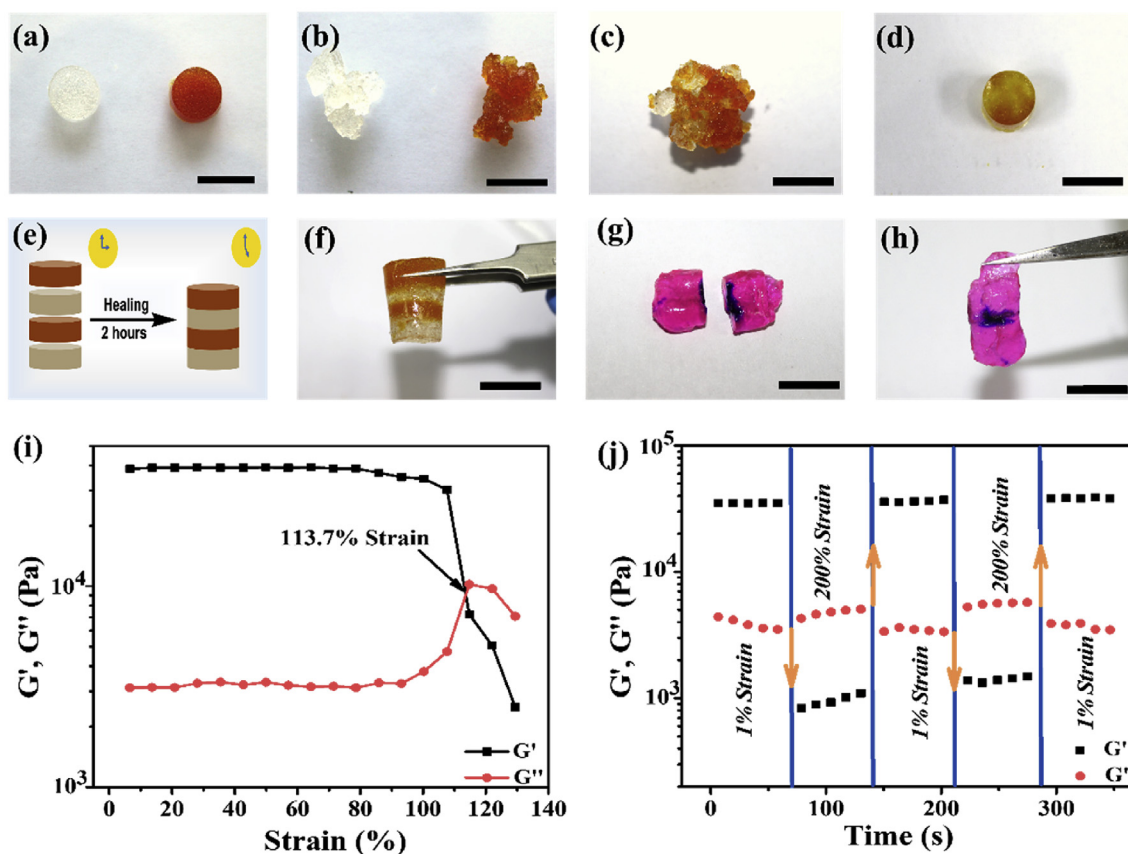 (a)
(b)
(c)
(d)
(e)
Healing
2 hours
(f)
(g)
(h)
(i)
G', G'' (Pa)
10⁴
10³
113.7% Strain
G'
G''
0 20 40 60 80 100 120 140
Strain (%)
(j)
G', G'' (Pa)
10⁵
10⁴
10³
1% Strain
200% Strain
1% Strain
200% Strain
1% Strain
G'
G'
0 100 200 300
Time (s)